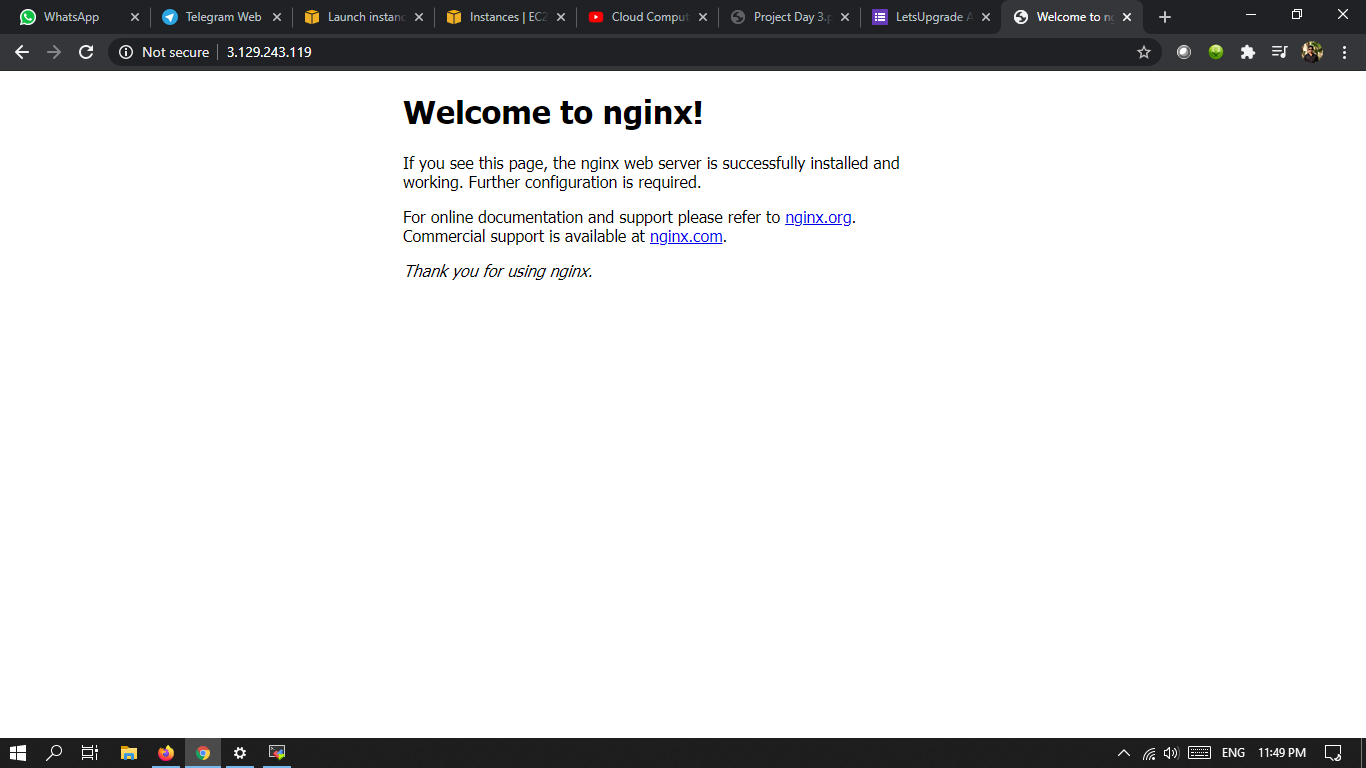 WhatsApp
Telegram Web
Launch instanc
Instances | EC2
Cloud Comput
Project Day 3.p
LetsUpgrade A
Welcome to ng
Not secure
3.129.243.119
Welcome to nginx!
If you see this page, the nginx web server is successfully installed and
working. Further configuration is required.
For online documentation and support please refer to nginx.org.
Commercial support is available at nginx.com.
Thank you for using nginx.
ENG
11:49 PM